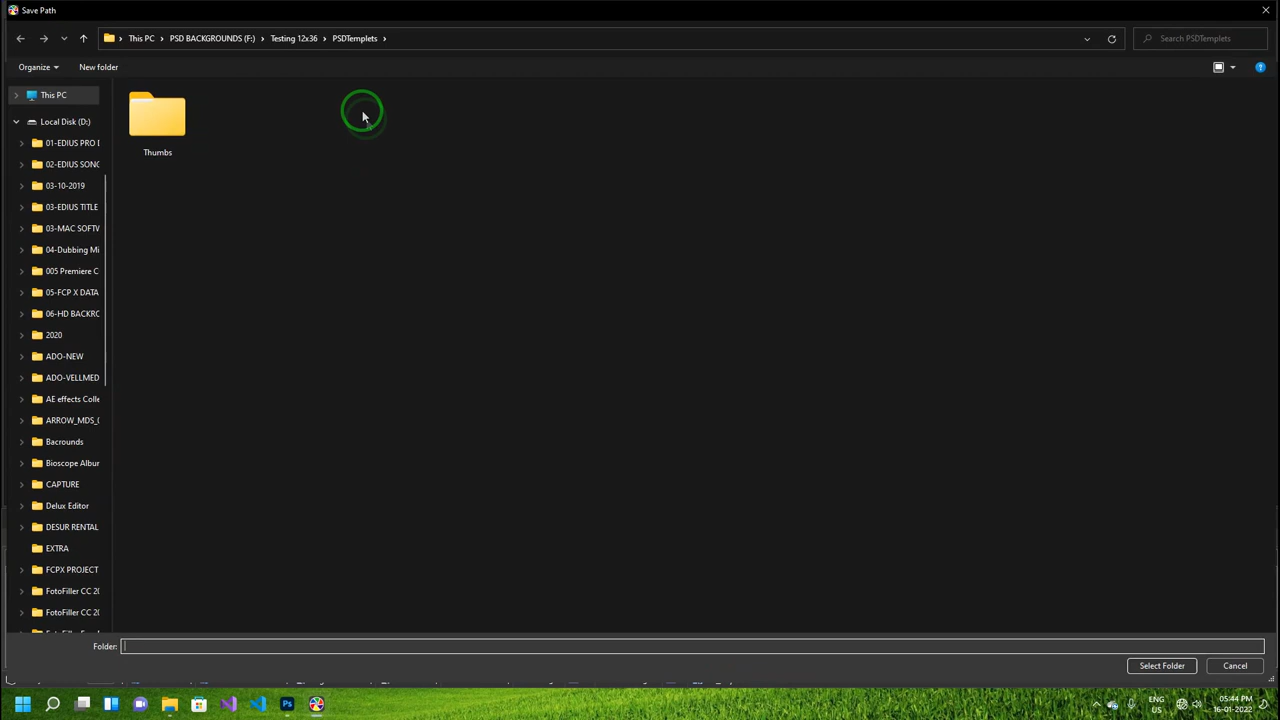 Save Path
This PC
PSD BACKGROUNDS (F:)
Testing 12x36
PSDTemplets
Search PSDTemplets
Organize
New folder
This PC
Local Disk (D:)
01-EDIUS PRO
02-EDIUS SONG
03-10-2019
03-EDIUS TITLE
03-MAC SOFTV
04-Dubbing Mi
005 Premiere C
05-FCP X DATA
06-HD BACKRO
2020
ADO-NEW
ADO-VELLMED
AE effects Colle
ARROW_MDS_
Bacrounds
Bioscope Albur
CAPTURE
Delux Editor
DESUR RENTAL
EXTRA
FCPX PROJECT
FotoFiller CC 20
FotoFiller CC 20
Thumbs
Folder:
Select Folder
Cancel
Ps
ENG
US
05:44 PM
16-01-2022